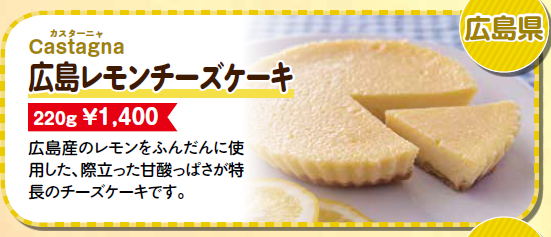 カスターニャ
Castagna
広島県
広島レモンチーズケーキ
220g ¥1,400
広島産のレモンをふんだんに使
用した、際立った甘酸っぱさが特
長のチーズケーキです。